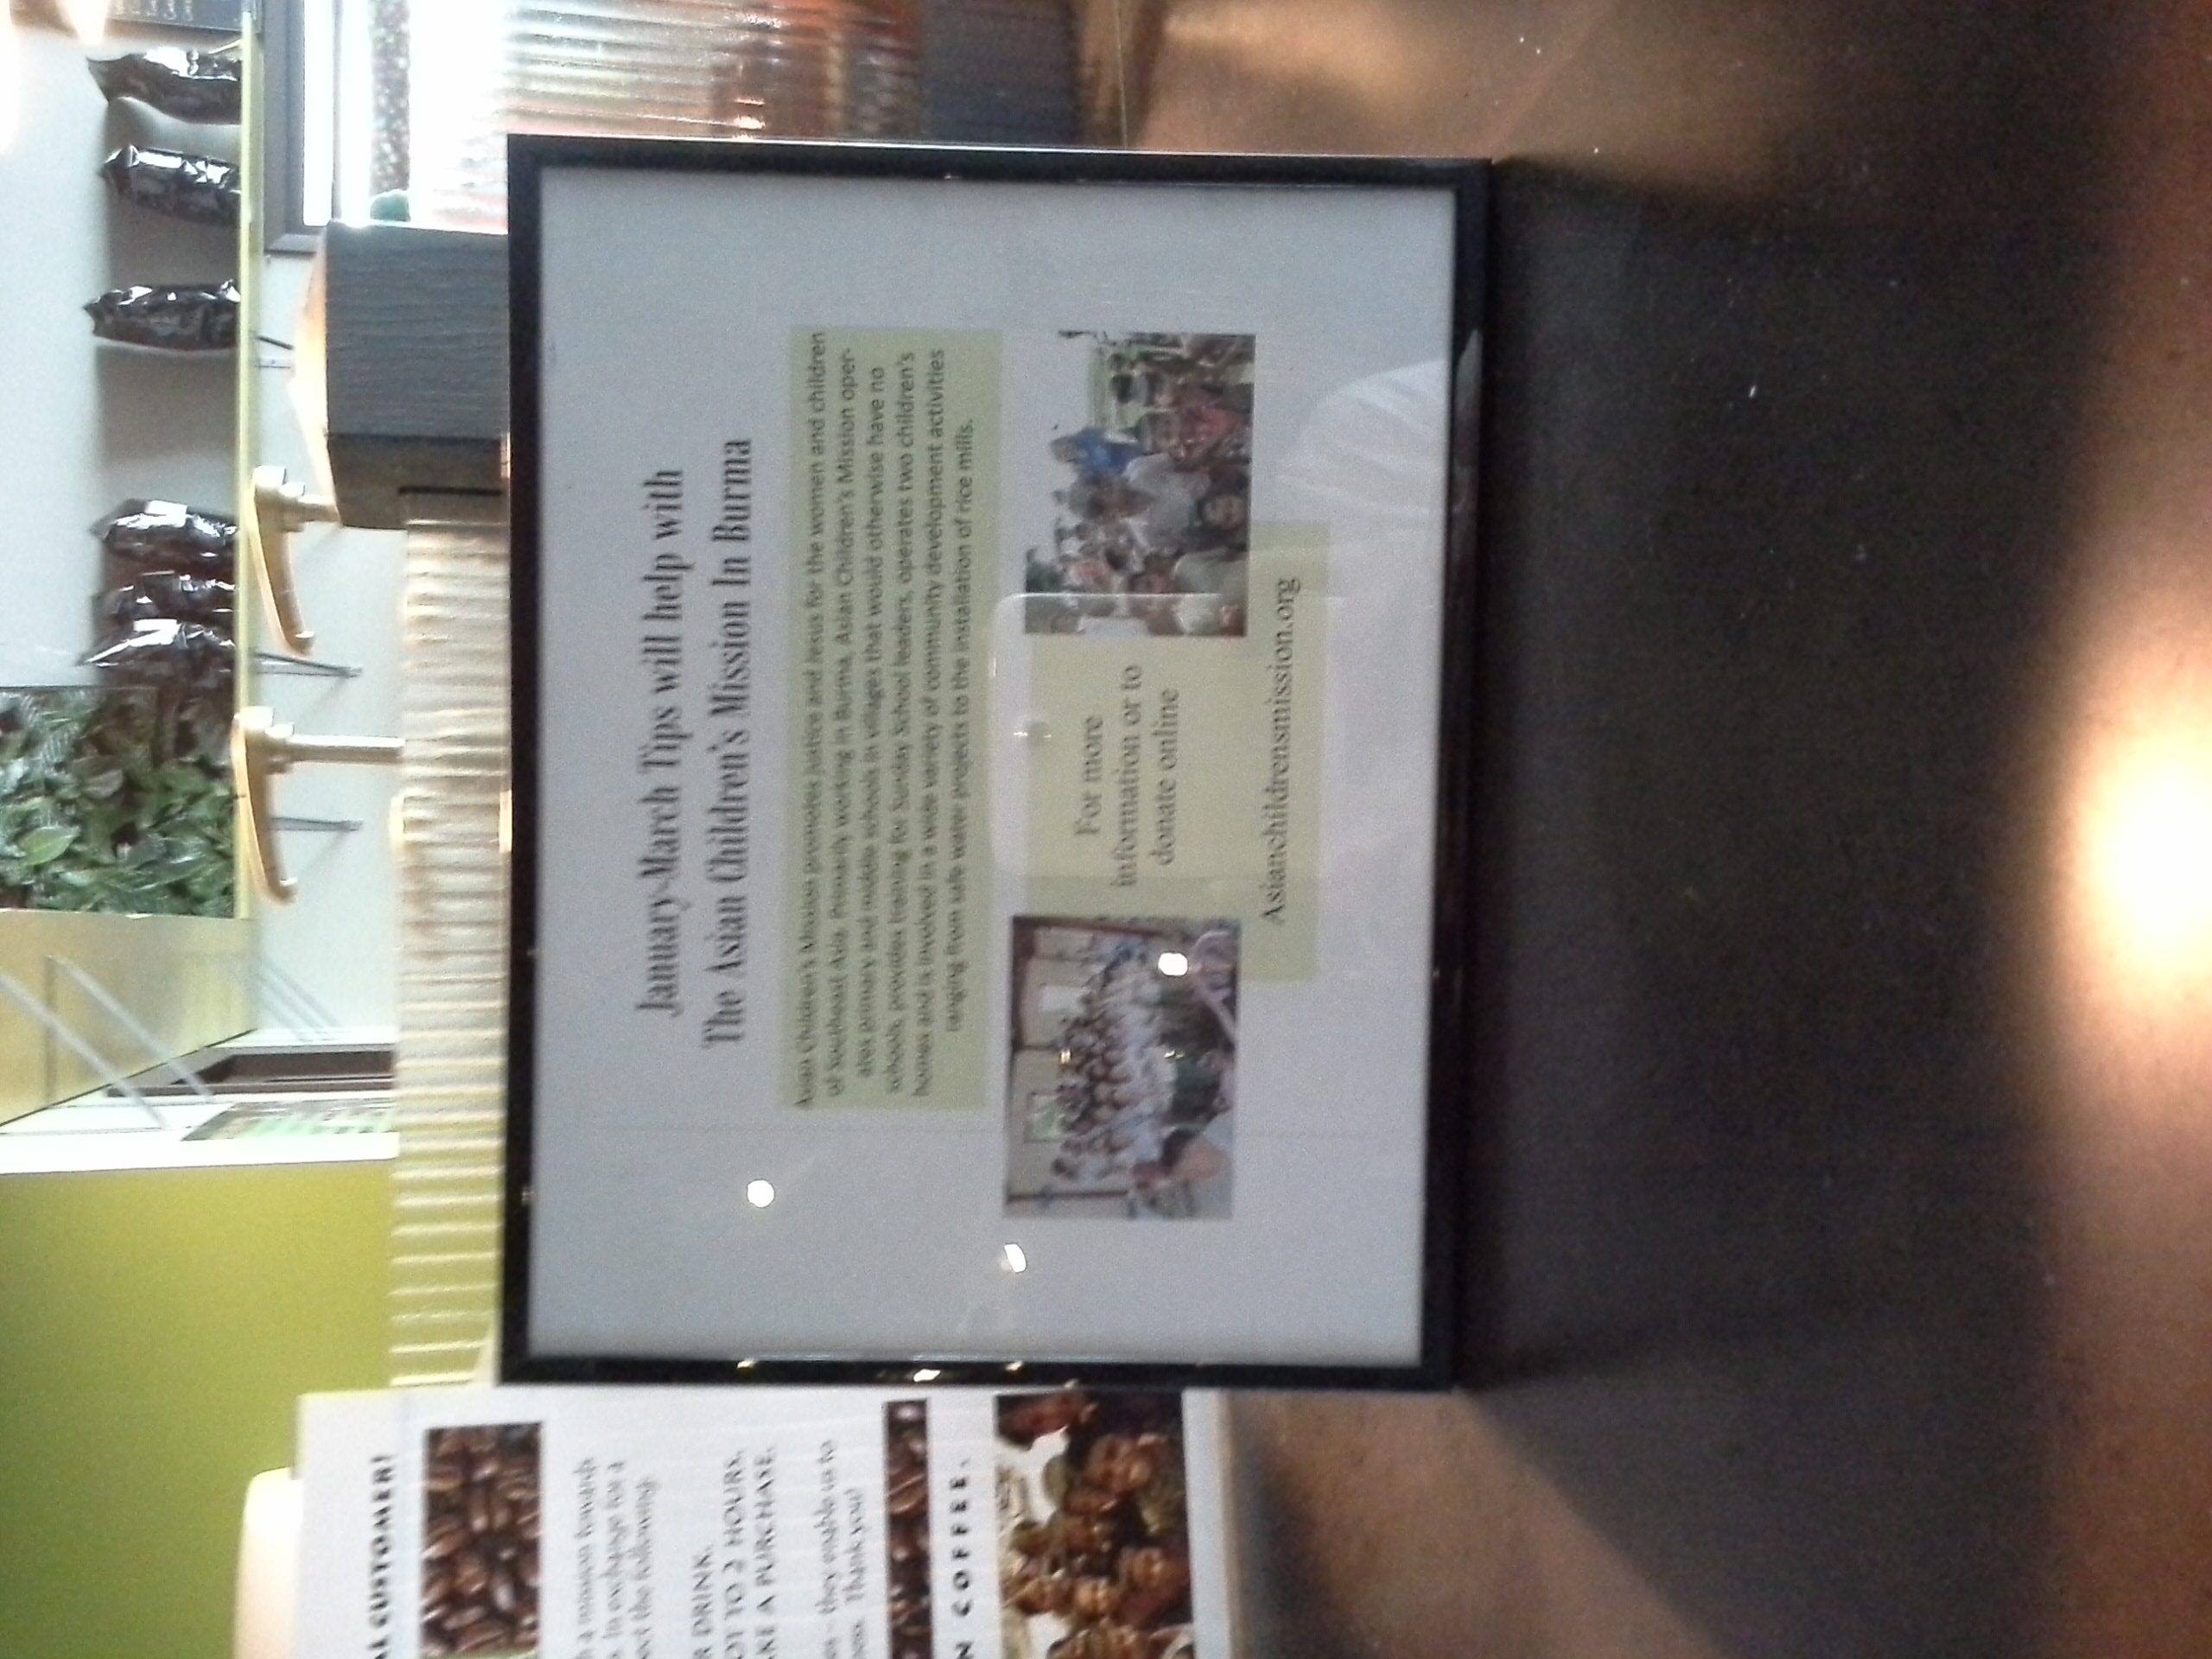 AL CUSTOMER!
a mission towards
In exchange for a
ect the following.
R DRINK.
OT TO 2 HOURS.
KE A PURCHASE.
es – they enable us to
ness. Thank you!
N COFFEE.
January-March Tips will help with
The Asian Children's Mission In Burma
Asian Children's Mission promotes justice and Jesus for the women and children
of Southeast Asia. Primarily working in Burma, Asian Children's Mission oper-
ates primary and middle schools in villages that would otherwise have no
schools, provides training for Sunday School leaders, operates two children's
homes and is involved in a wide variety of community development activities
ranging from safe water projects to the installation of rice mills.
For more
information or to
donate online
Asianchildrensmission.org